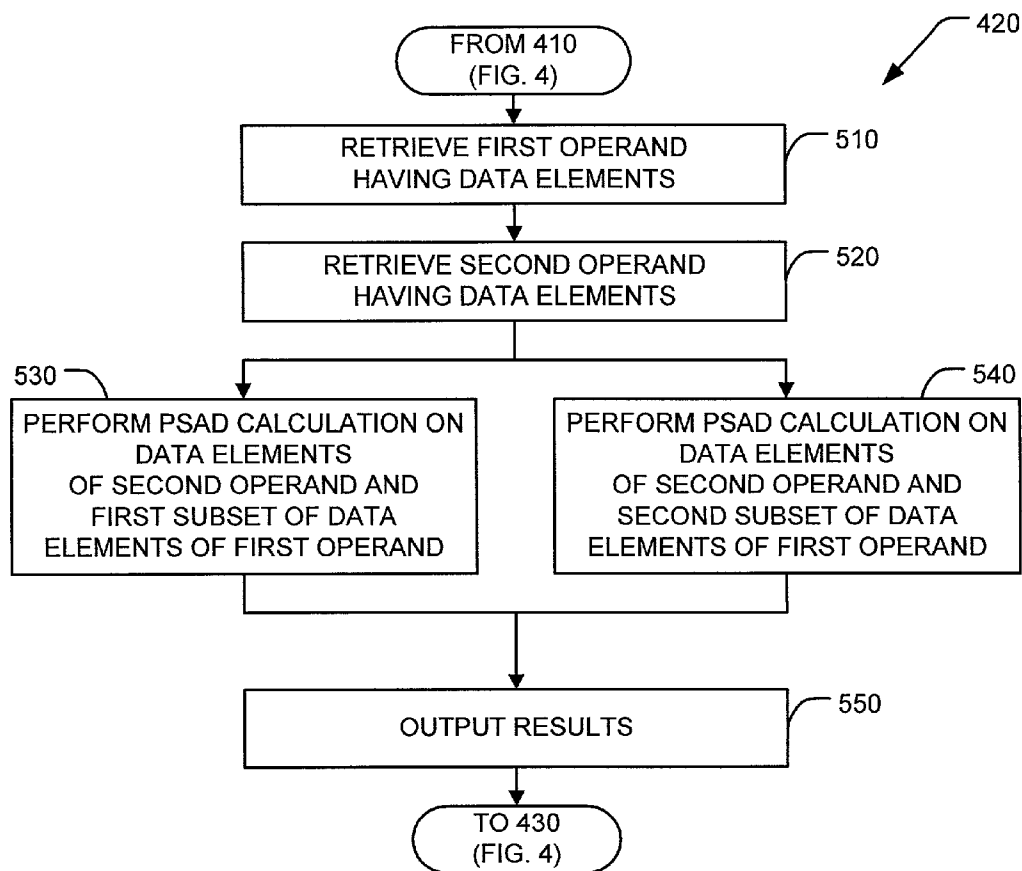 420
FROM 410
(FIG. 4)
510
RETRIEVE FIRST OPERAND
HAVING DATA ELEMENTS
520
RETRIEVE SECOND OPERAND
HAVING DATA ELEMENTS
530
PERFORM PSAD CALCULATION ON
DATA ELEMENTS
OF SECOND OPERAND AND
FIRST SUBSET OF DATA
ELEMENTS OF FIRST OPERAND
540
PERFORM PSAD CALCULATION ON
DATA ELEMENTS
OF SECOND OPERAND AND
SECOND SUBSET OF DATA
ELEMENTS OF FIRST OPERAND
550
OUTPUT RESULTS
TO 430
(FIG. 4)